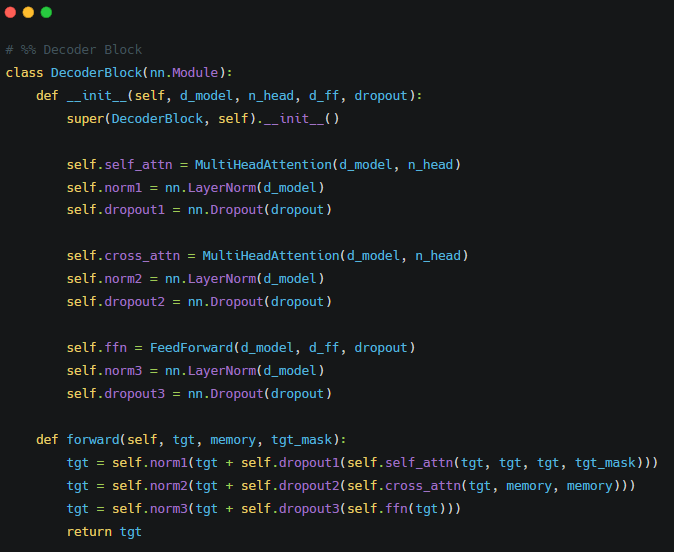 # %% Decoder Block
class DecoderBlock(nn.Module):
    def __init__(self, d_model, n_head, d_ff, dropout):
        super(DecoderBlock, self).__init__()

        self.self_attn = MultiHeadAttention(d_model, n_head)
        self.norm1 = nn.LayerNorm(d_model)
        self.dropout1 = nn.Dropout(dropout)

        self.cross_attn = MultiHeadAttention(d_model, n_head)
        self.norm2 = nn.LayerNorm(d_model)
        self.dropout2 = nn.Dropout(dropout)

        self.ffn = FeedForward(d_model, d_ff, dropout)
        self.norm3 = nn.LayerNorm(d_model)
        self.dropout3 = nn.Dropout(dropout)

    def forward(self, tgt, memory, tgt_mask):
        tgt = self.norm1(tgt + self.dropout1(self.self_attn(tgt, tgt, tgt, tgt_mask)))
        tgt = self.norm2(tgt + self.dropout2(self.cross_attn(tgt, memory, memory)))
        tgt = self.norm3(tgt + self.dropout3(self.ffn(tgt)))
        return tgt